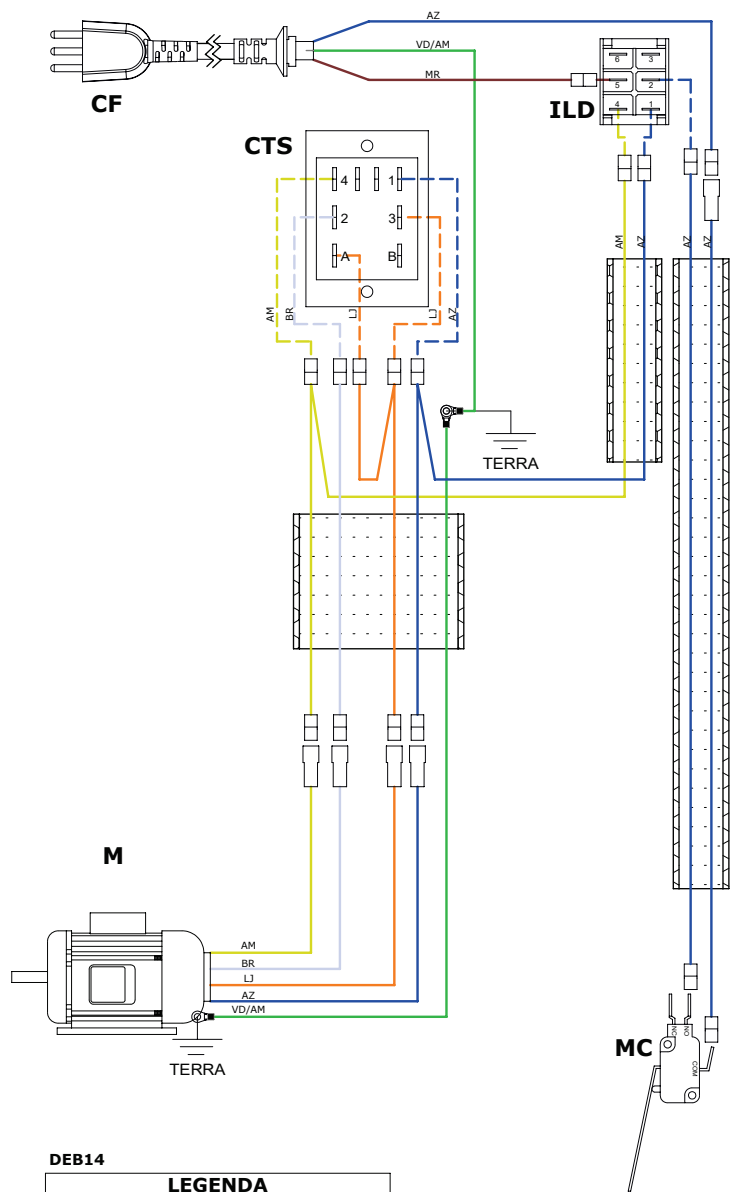 AZ
VD/AM
MR
CF
ILD
6 3
5 2
4 1
CTS
4 1
2 3
A B
AM
BR
LJ
LJ
AZ
AM
AZ
AZ
AZ
TERRA
M
AM
BR
LJ
AZ
VD/AM
TERRA
MC
NC
NO
COM
DEB14
LEGENDA